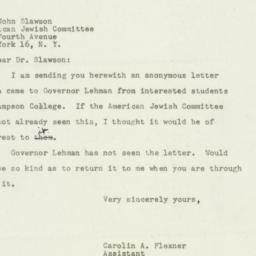 John Slawson
ican Jewish Committee
Fourth Avenue
York 16, N. Y.
ear Dr. Slawson:
I am sending you herewith an anonymous letter
h came to Governor Lehman from interested students
ampson College. If the American Jewish Committee
not already seen this, I thought it would be of
rest to them.
Governor Lehman has not seen the letter. Would
be so kind as to return it to me when you are through
it.
Very sincerely yours,
Carolin A. Flexner
Assistant